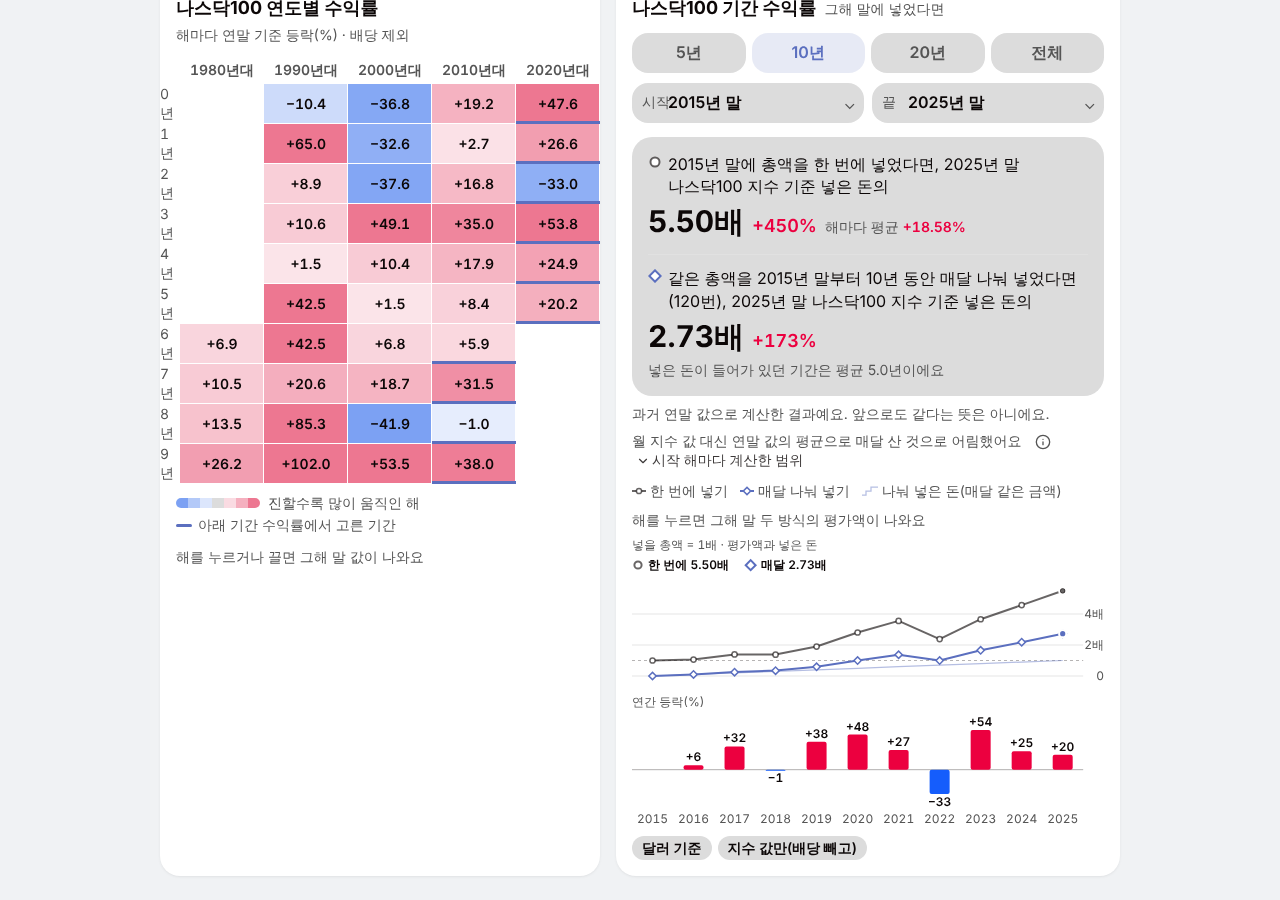 나스닥100 연도별 수익률
해마다 연말 기준 등락(%) · 배당 제외
1980년대 1990년대 2000년대 2010년대 2020년대
0년 −10.4 −36.8 +19.2 +47.6
1년 +65.0 −32.6 +2.7 +26.6
2년 +8.9 −37.6 +16.8 −33.0
3년 +10.6 +49.1 +35.0 +53.8
4년 +1.5 +10.4 +17.9 +24.9
5년 +42.5 +1.5 +8.4 +20.2
6년 +6.9 +42.5 +6.8 +5.9
7년 +10.5 +20.6 +18.7 +31.5
8년 +13.5 +85.3 −41.9 −1.0
9년 +26.2 +102.0 +53.5 +38.0
진할수록 많이 움직인 해
아래 기간 수익률에서 고른 기간
해를 누르거나 끌면 그해 말 값이 나와요
나스닥100 기간 수익률 그해 말에 넣었다면
5년 10년 20년 전체
시작 2015년 말 끝 2025년 말
2015년 말에 총액을 한 번에 넣었다면, 2025년 말
나스닥100 지수 기준 넣은 돈의
5.50배 +450% 해마다 평균 +18.58%
같은 총액을 2015년 말부터 10년 동안 매달 나눠 넣었다면
(120번), 2025년 말 나스닥100 지수 기준 넣은 돈의
2.73배 +173%
넣은 돈이 들어가 있던 기간은 평균 5.0년이에요
과거 연말 값으로 계산한 결과예요. 앞으로도 같다는 뜻은 아니에요.
월 지수 값 대신 연말 값의 평균으로 매달 산 것으로 어림했어요
시작 해마다 계산한 범위
한 번에 넣기 매달 나눠 넣기 나눠 넣은 돈(매달 같은 금액)
해를 누르면 그해 말 두 방식의 평가액이 나와요
넣을 총액 = 1배 · 평가액과 넣은 돈
한 번에 5.50배 매달 2.73배
4배
2배
0
연간 등락(%)
+6 +32 −1 +38 +48 +27 −33 +54 +25 +20
2015 2016 2017 2018 2019 2020 2021 2022 2023 2024 2025
달러 기준 지수 값만(배당 빼고)